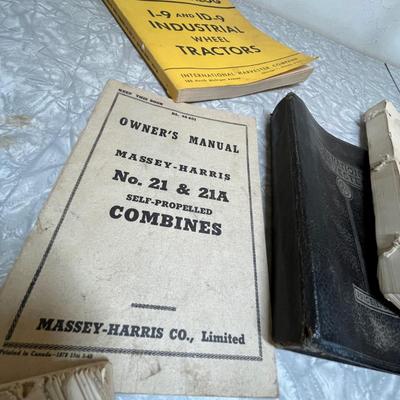 I-9 AND ID-9
INDUSTRIAL
WHEEL
TRACTORS
INTERNATIONAL HARVESTER COMPANY
KEEP THIS BOOK
OWNER'S MANUAL
MASSEY-HARRIS
No. 21 & 21A
SELF-PROPELLED
COMBINES
MASSEY-HARRIS CO., Limited
Printed in Canada